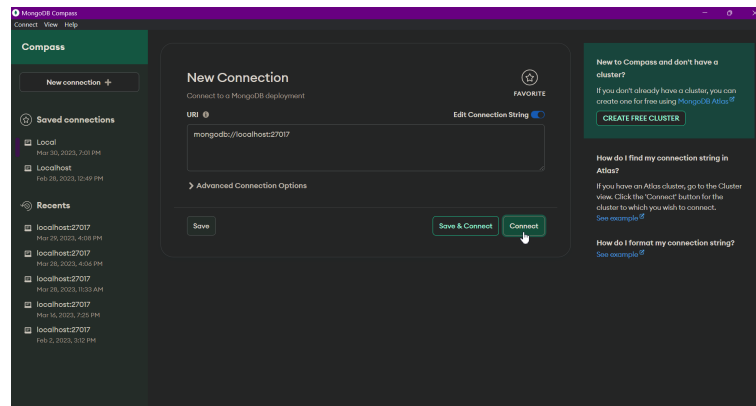 MongoDB Compass
Connect View Help
Compass
New connection +
Saved connections
Local
Mar 30, 2023, 7:01 PM
Localhost
Feb 28, 2023, 12:49 PM
Recents
localhost:27017
Mar 29, 2023, 4:08 PM
localhost:27017
Mar 28, 2023, 4:06 PM
localhost:27017
Mar 28, 2023, 11:33 AM
localhost:27017
Mar 16, 2023, 7:25 PM
localhost:27017
Feb 2, 2023, 3:12 PM
New Connection
Connect to a MongoDB deployment
FAVORITE
URI
Edit Connection String
mongodb://localhost:27017
Advanced Connection Options
Save
Save & Connect
Connect
New to Compass and don't have a
cluster?
If you don't already have a cluster, you can
create one for free using MongoDB Atlas
CREATE FREE CLUSTER
How do I find my connection string in
Atlas?
If you have an Atlas cluster, go to the Cluster
view. Click the 'Connect' button for the
cluster to which you wish to connect.
See example
How do I format my connection string?
See example